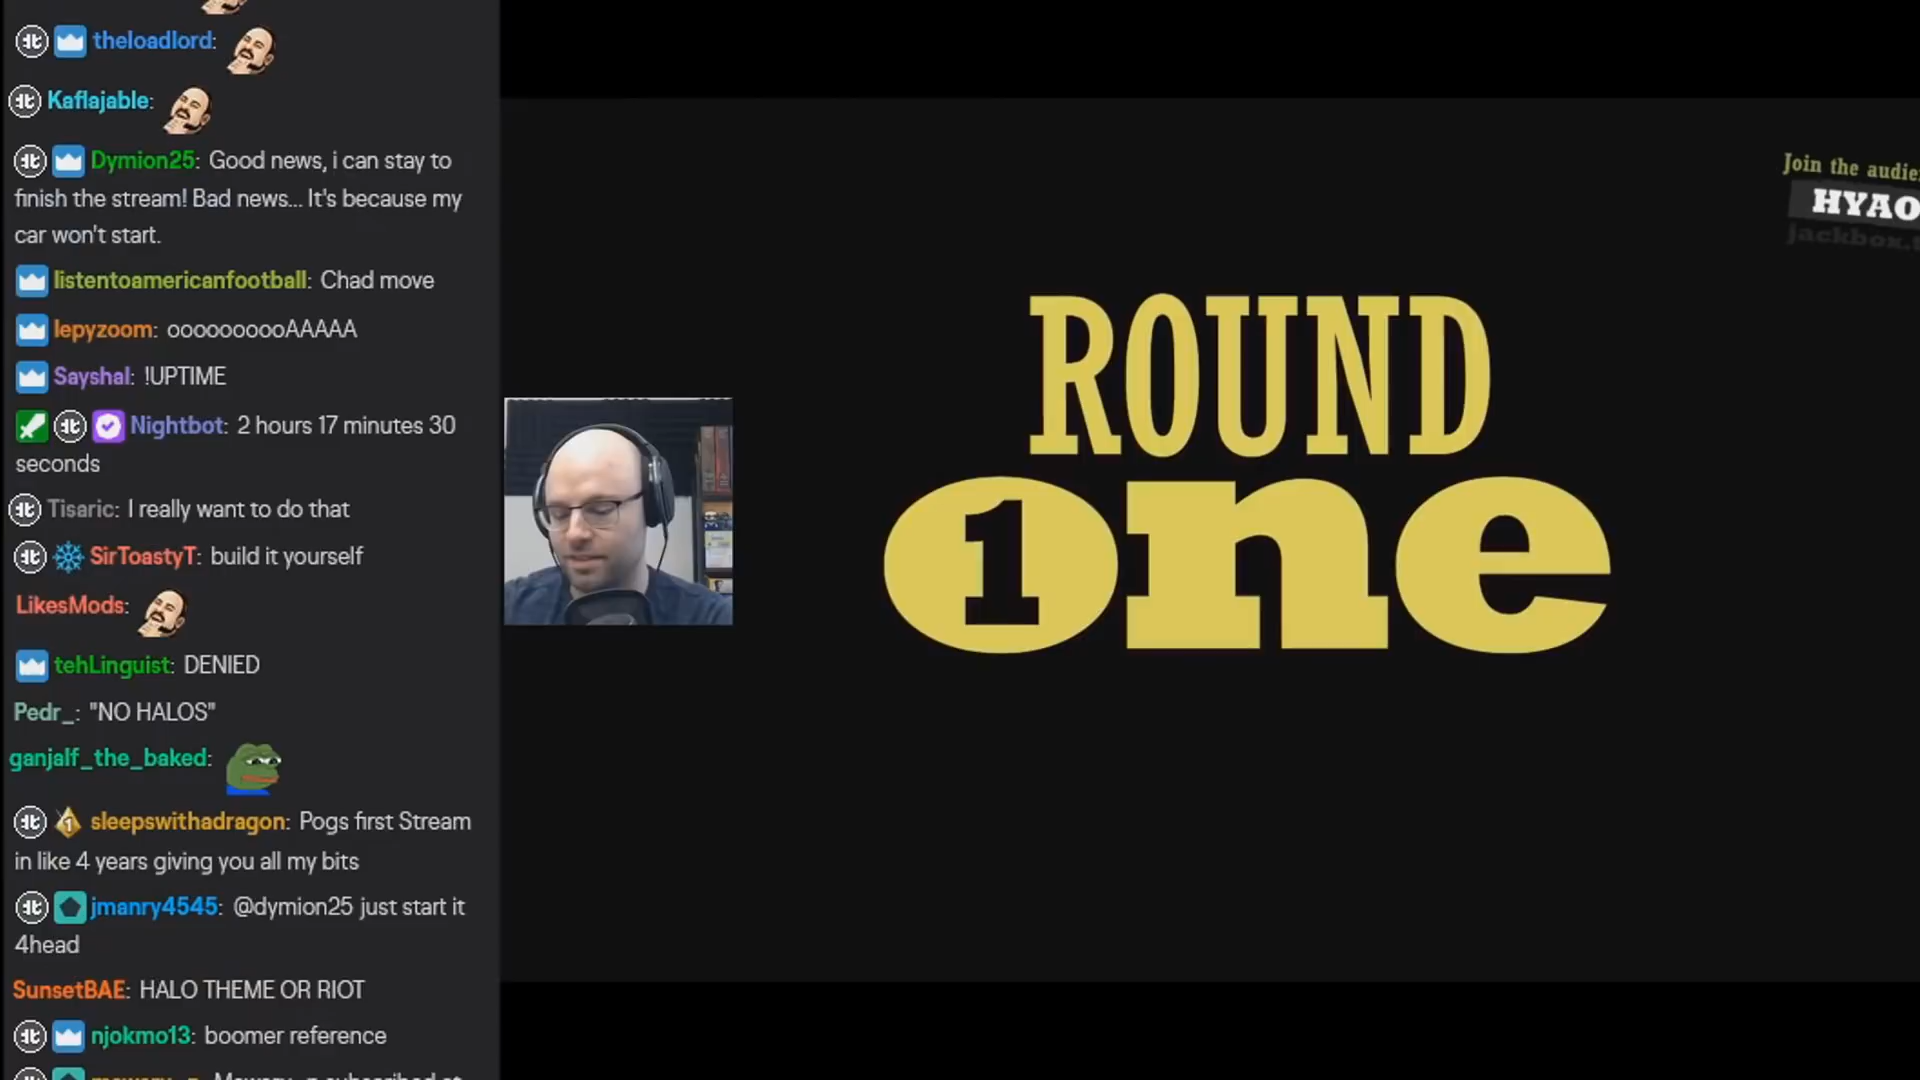 theloadlord:
Kaflajable:
Dymion25: Good news, i can stay to
finish the stream! Bad news... It's because my
car won't start.
listentoamericanfootball: Chad move
lepyzoom: oooooooooAAAAA
Sayshal: !UPTIME
Nightbot: 2 hours 17 minutes 30
seconds
Tisaric: I really want to do that
SirToastyT: build it yourself
LikesMods:
tehLinguist: DENIED
Pedr_: "NO HALOS"
ganjalf_the_baked:
sleepswithadragon: Pogs first Stream
in like 4 years giving you all my bits
jmanry4545: @dymion25 just start it
4head
SunsetBAE: HALO THEME OR RIOT
njokmo13: boomer reference
ROUND
1
One
Join the audie
HYAO
jackbox.t